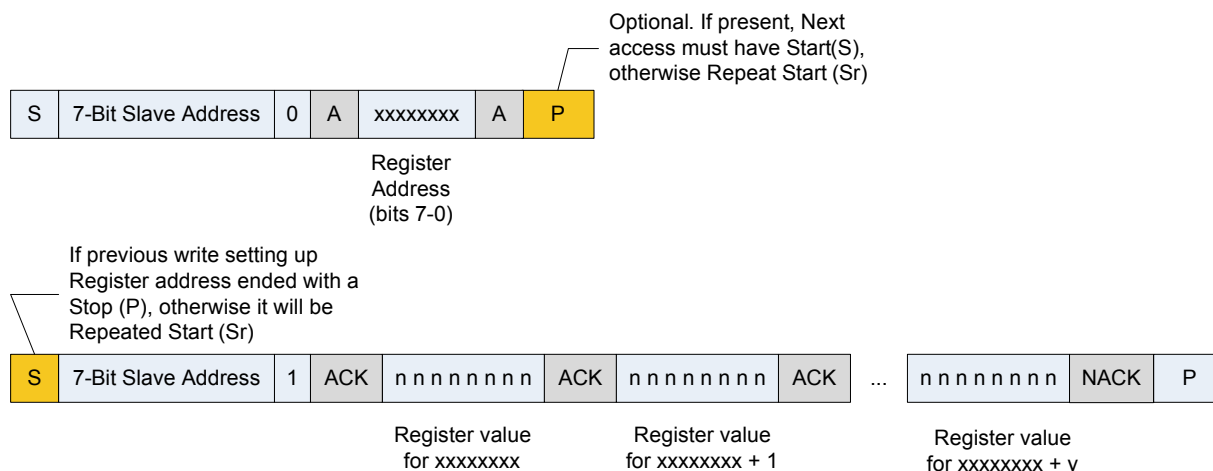 Optional. If present, Next
access must have Start(S),
otherwise Repeat Start (Sr)
S 7-Bit Slave Address 0 A xxxxxxxx A P
Register
Address
(bits 7-0)
If previous write setting up
Register address ended with a
Stop (P), otherwise it will be
Repeated Start (Sr)
S 7-Bit Slave Address 1 ACK n n n n n n n n ACK n n n n n n n n ACK ... n n n n n n n n NACK P
Register value
for xxxxxxxx
Register value
for xxxxxxxx + 1
Register value
for xxxxxxxx + y